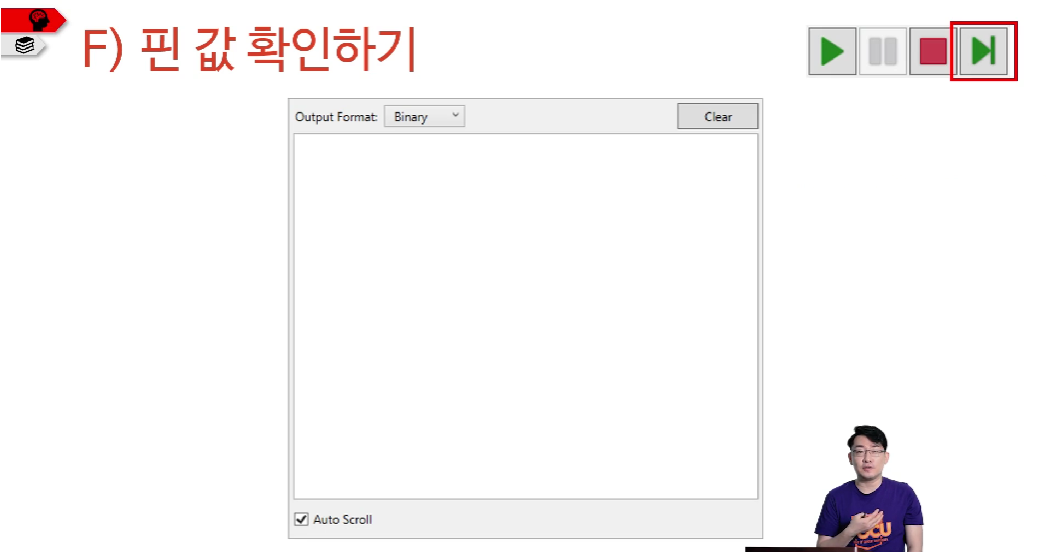 F) 핀 값 확인하기
Output Format: Binary Clear
Auto Scroll